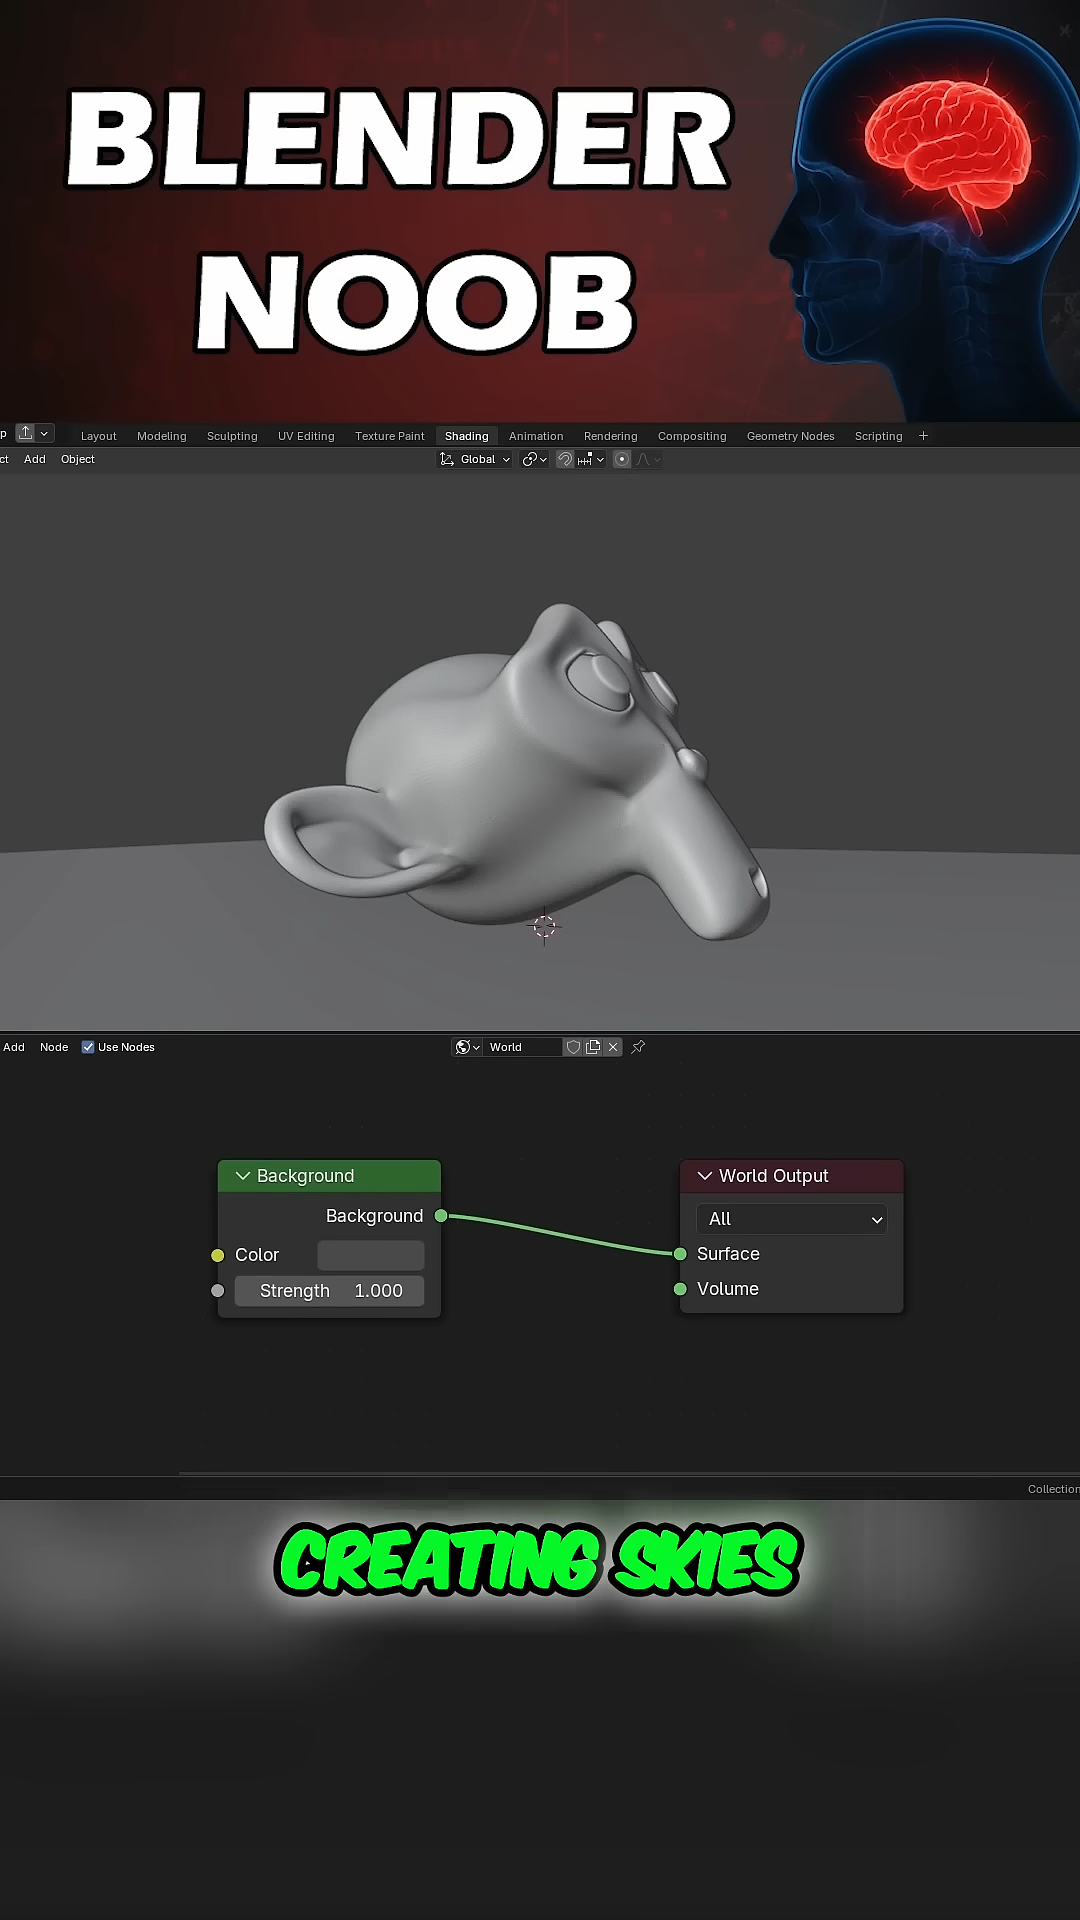 BLENDER
NOOB
p
Layout Modeling Sculpting UV Editing Texture Paint Shading Animation Rendering Compositing Geometry Nodes Scripting +
ct Add Object Global
Add Node Use Nodes World
Background
Background
Color
Strength 1.000
World Output
All
Surface
Volume
Collection
CREATING SKIES